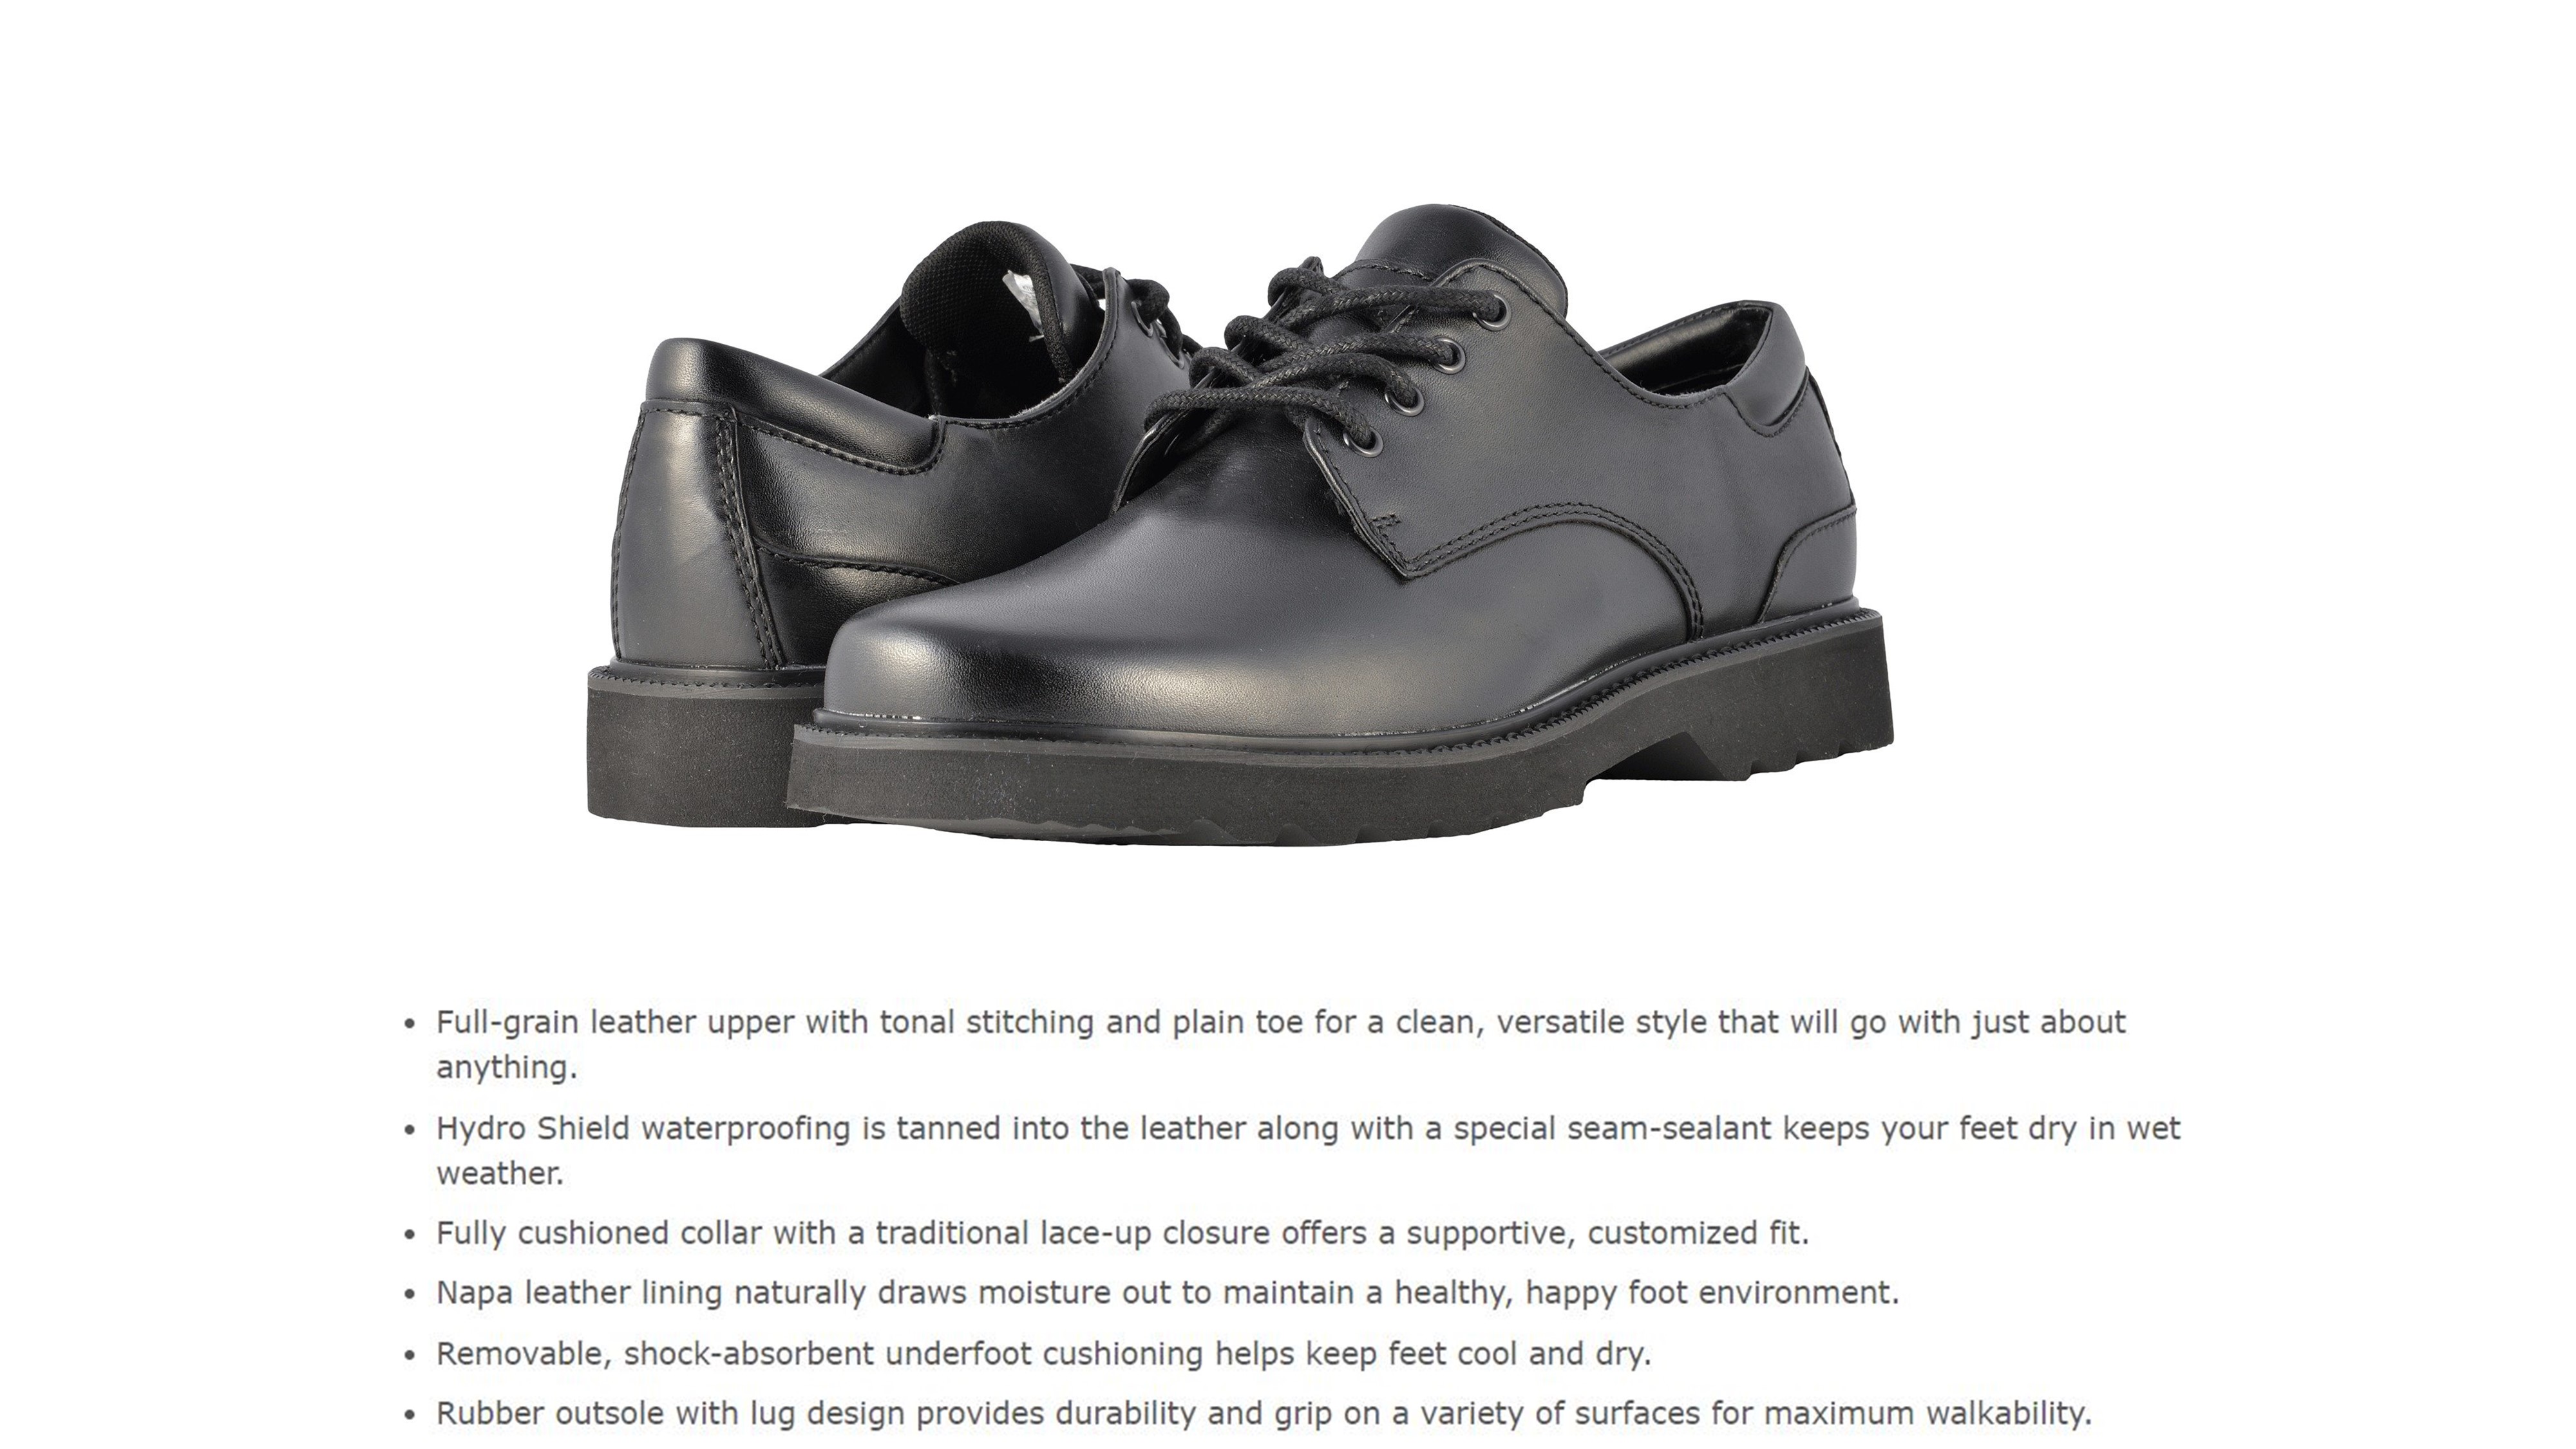 • Full-grain leather upper with tonal stitching and plain toe for a clean, versatile style that will go with just about
anything.
• Hydro Shield waterproofing is tanned into the leather along with a special seam-sealant keeps your feet dry in wet
weather.
• Fully cushioned collar with a traditional lace-up closure offers a supportive, customized fit.
• Napa leather lining naturally draws moisture out to maintain a healthy, happy foot environment.
• Removable, shock-absorbent underfoot cushioning helps keep feet cool and dry.
• Rubber outsole with lug design provides durability and grip on a variety of surfaces for maximum walkability.